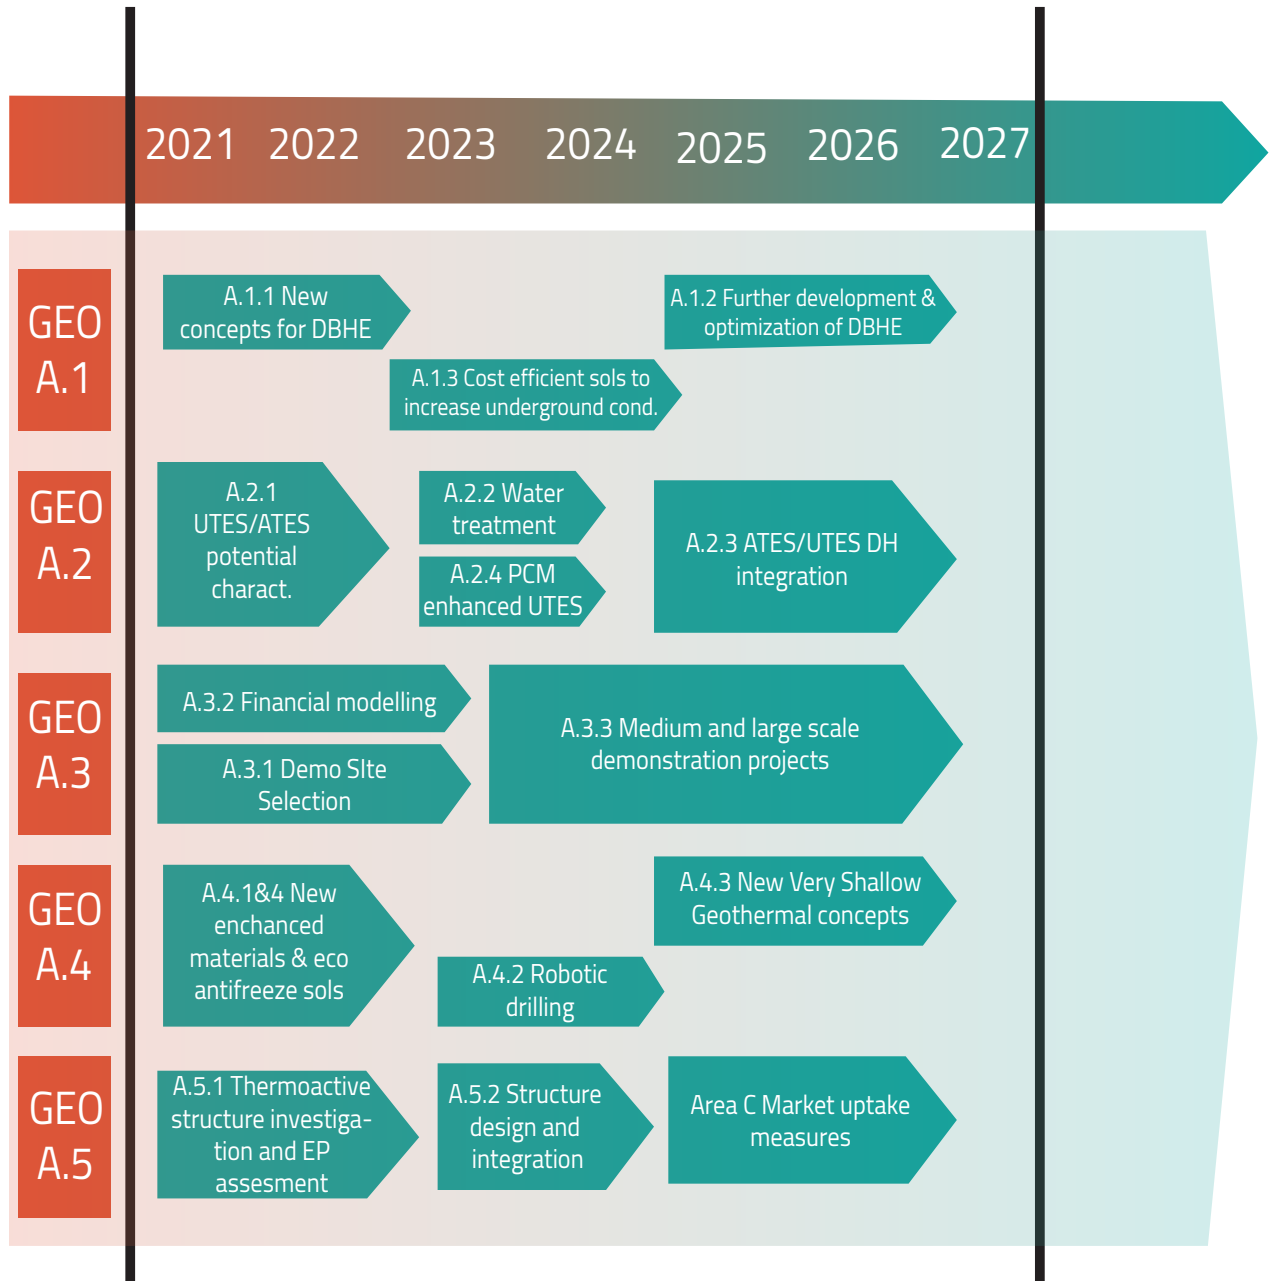 2021 2022 2023 2024 2025 2026 2027
GEO
A.1
A.1.1 New
concepts for DBHE
A.1.2 Further development &
optimization of DBHE
A.1.3 Cost efficient sols to
increase underground cond.
GEO
A.2
A.2.1
UTES/ATES
potential
charact.
A.2.2 Water
treatment
A.2.4 PCM
enhanced UTES
A.2.3 ATES/UTES DH
integration
GEO
A.3
A.3.2 Financial modelling
A.3.1 Demo SIte
Selection
A.3.3 Medium and large scale
demonstration projects
GEO
A.4
A.4.1&4 New
enchanced
materials & eco
antifreeze sols
A.4.2 Robotic
drilling
A.4.3 New Very Shallow
Geothermal concepts
GEO
A.5
A.5.1 Thermoactive
structure investiga-
tion and EP
assesment
A.5.2 Structure
design and
integration
Area C Market uptake
measures